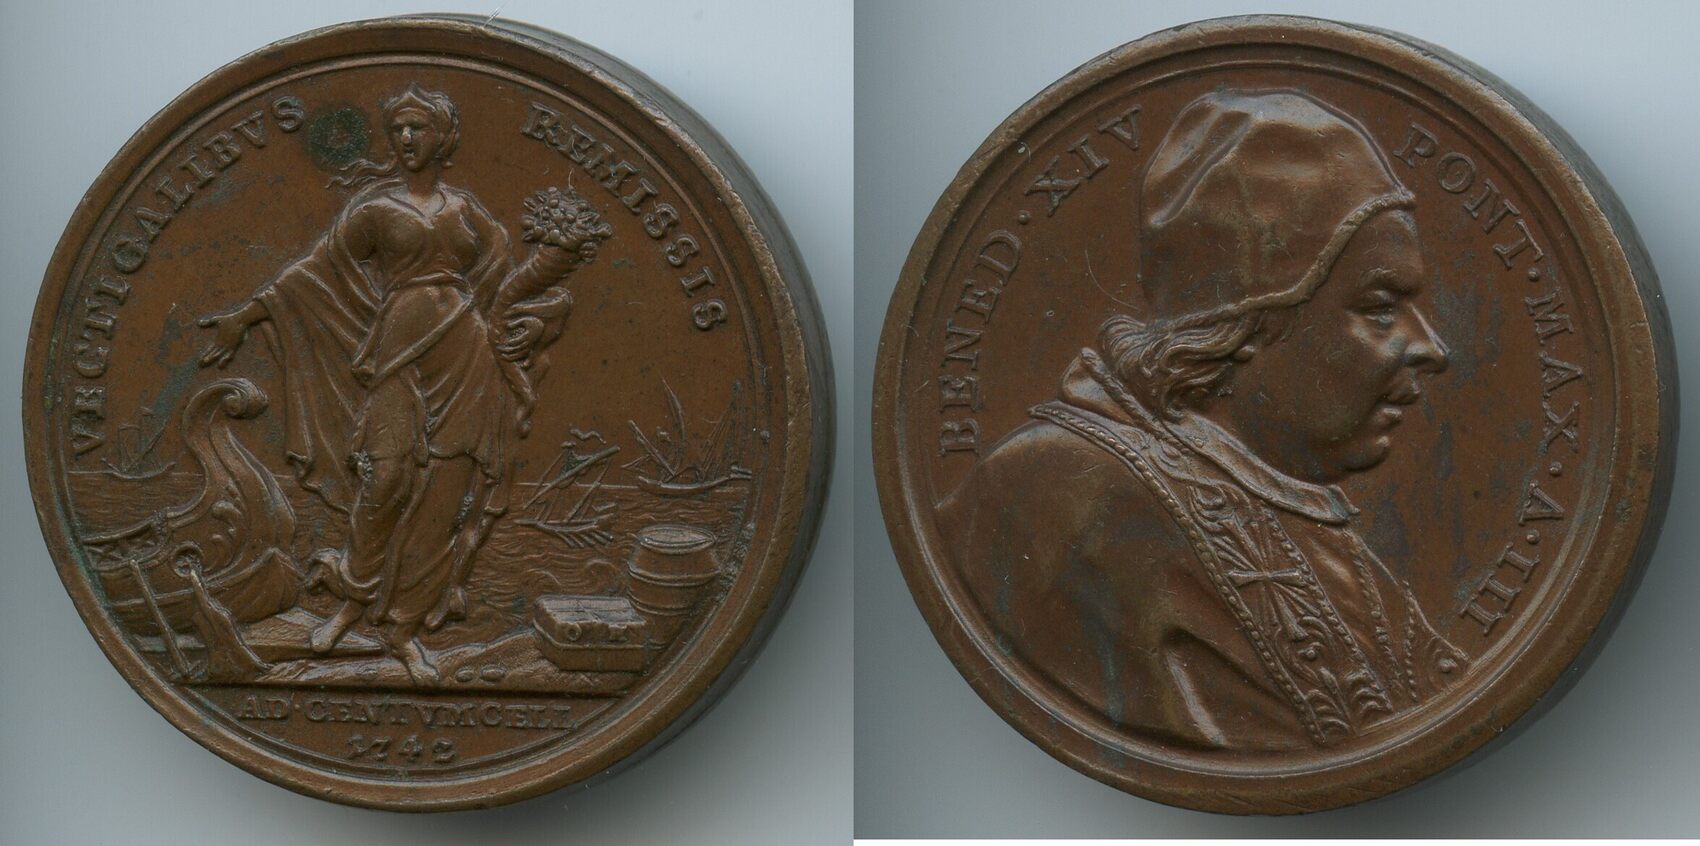 VECTIGALIBVS REMISSIS
AD·CENTVMCELL
1742
BENED·XIV PONT·MAX·A·III